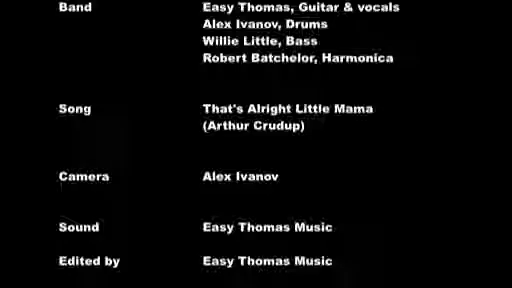 Band Easy Thomas, Guitar & vocals
Alex Ivanov, Drums
Willie Little, Bass
Robert Batchelor, Harmonica
Song That's Alright Little Mama
(Arthur Crudup)
Camera Alex Ivanov
Sound Easy Thomas Music
Edited by Easy Thomas Music